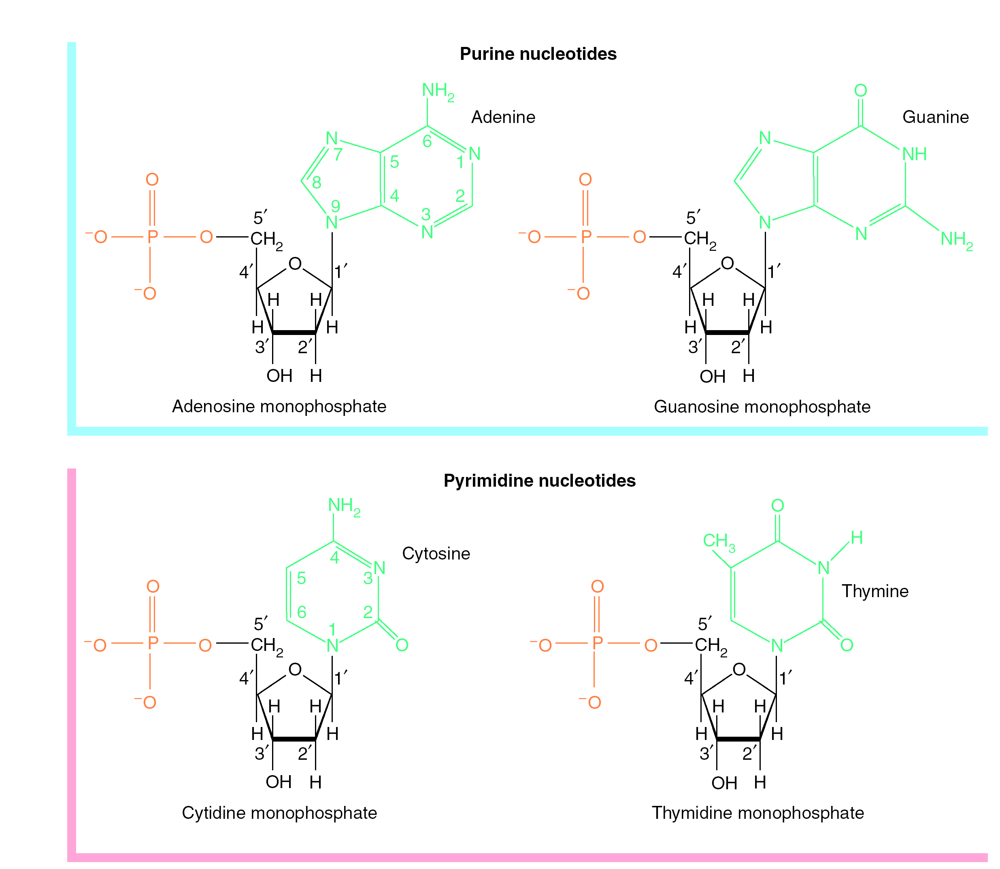 Purine nucleotides
NH2
Adenine
N
7
8
5
6
N
1
2
4
9
N
3
N
O
−O
P
O
−O
5′
CH2
4′
O
1′
H
H
H
H
3′
2′
OH
H
Adenosine monophosphate
O
Guanine
N
NH
N
N
NH2
O
−O
P
O
−O
5′
CH2
4′
O
1′
H
H
H
H
3′
2′
OH
H
Guanosine monophosphate
Pyrimidine nucleotides
NH2
Cytosine
4
N
3
5
6
2
1
N
O
O
−O
P
O
−O
5′
CH2
4′
O
1′
H
H
H
H
3′
2′
OH
H
Cytidine monophosphate
O
CH3
H
N
Thymine
N
O
O
−O
P
O
−O
5′
CH2
4′
O
1′
H
H
H
H
3′
2′
OH
H
Thymidine monophosphate